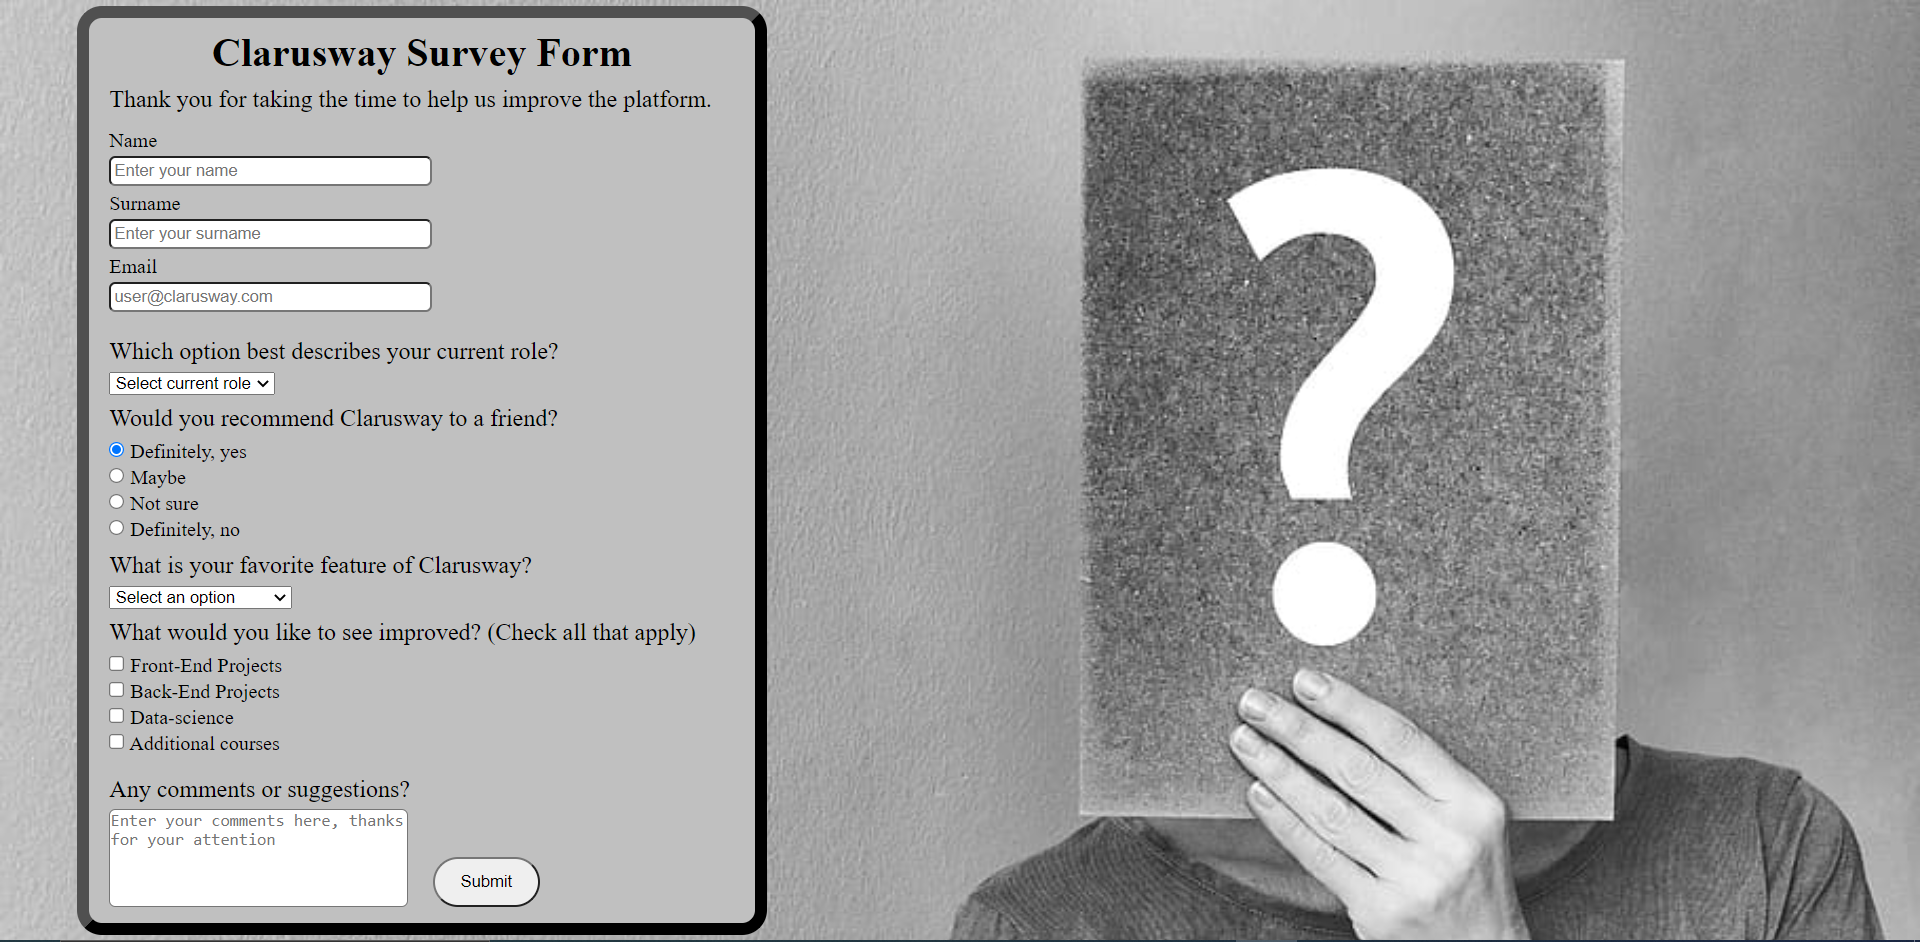 Clarusway Survey Form
Thank you for taking the time to help us improve the platform.
Name
Enter your name
Surname
Enter your surname
Email
user@clarusway.com
Which option best describes your current role?
Select current role
Would you recommend Clarusway to a friend?
Definitely, yes
Maybe
Not sure
Definitely, no
What is your favorite feature of Clarusway?
Select an option
What would you like to see improved? (Check all that apply)
Front-End Projects
Back-End Projects
Data-science
Additional courses
Any comments or suggestions?
Enter your comments here, thanks
for your attention
Submit
?